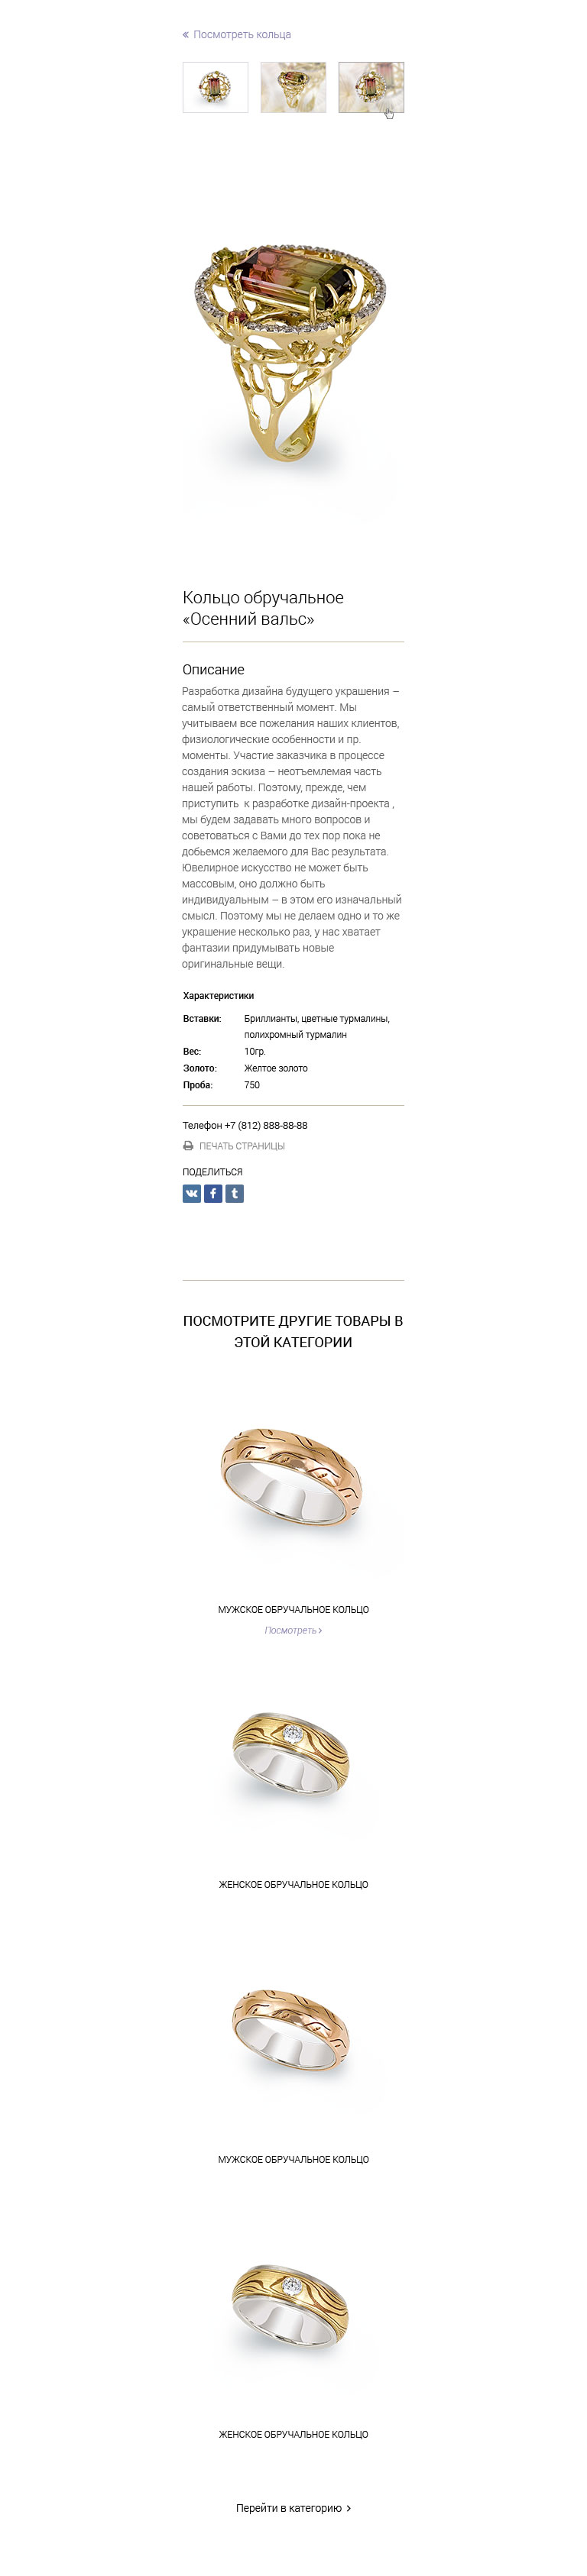 « Посмотреть кольца
Кольцо обручальное
«Осенний вальс»
Описание
Разработка дизайна будущего украшения –
самый ответственный момент. Мы
учитываем все пожелания наших клиентов,
физиологические особенности и пр.
моменты. Участие заказчика в процессе
создания эскиза – неотъемлемая часть
нашей работы. Поэтому, прежде, чем
приступить к разработке дизайн-проекта ,
мы будем задавать много вопросов и
советоваться с Вами до тех пор пока не
добьемся желаемого для Вас результата.
Ювелирное искусство не может быть
массовым, оно должно быть
индивидуальным – в этом его изначальный
смысл. Поэтому мы не делаем одно и то же
украшение несколько раз, у нас хватает
фантазии придумывать новые
оригинальные вещи.
Характеристики
Вставки: Бриллианты, цветные турмалины,
полихромный турмалин
Вес: 10гр.
Золото: Желтое золото
Проба: 750
Телефон +7 (812) 888-88-88
ПЕЧАТЬ СТРАНИЦЫ
ПОДЕЛИТЬСЯ
ПОСМОТРИТЕ ДРУГИЕ ТОВАРЫ В
ЭТОЙ КАТЕГОРИИ
МУЖСКОЕ ОБРУЧАЛЬНОЕ КОЛЬЦО
Посмотреть ›
ЖЕНСКОЕ ОБРУЧАЛЬНОЕ КОЛЬЦО
МУЖСКОЕ ОБРУЧАЛЬНОЕ КОЛЬЦО
ЖЕНСКОЕ ОБРУЧАЛЬНОЕ КОЛЬЦО
Перейти в категорию ›